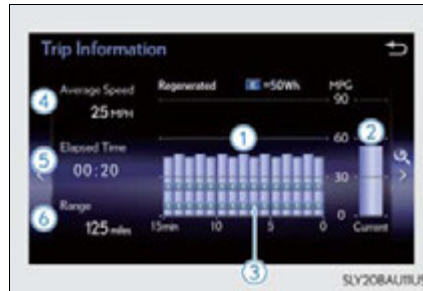 Trip Information
4 Average Speed
25 MPH
Regenerated E =50Wh MPG
90
1
2
60
5 Elapsed Time
00:20
30
6 Range
125 miles
0
15min 10 5 0 Current
3